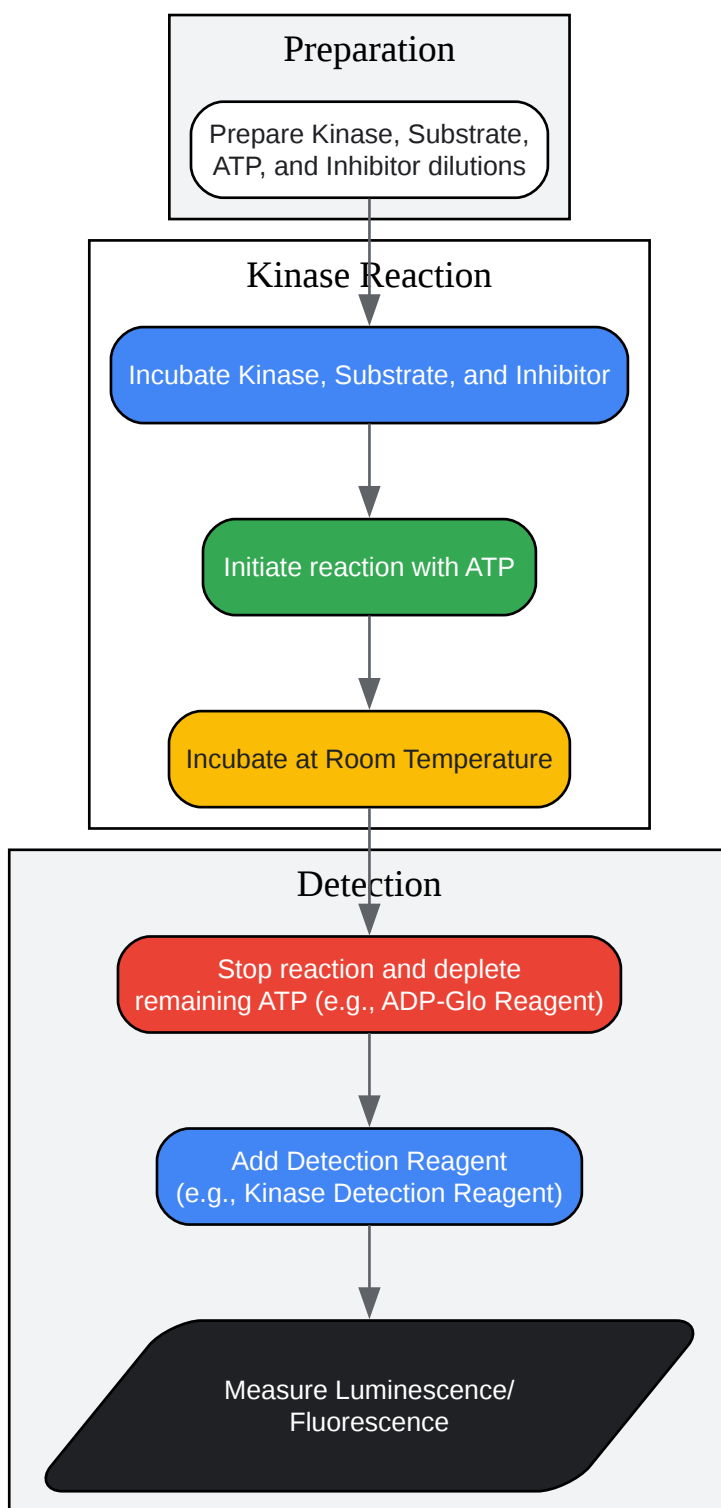 Preparation
Prepare Kinase, Substrate,
ATP, and Inhibitor dilutions
Kinase Reaction
Incubate Kinase, Substrate, and Inhibitor
Initiate reaction with ATP
Incubate at Room Temperature
Detection
Stop reaction and deplete
remaining ATP (e.g., ADP-Glo Reagent)
Add Detection Reagent
(e.g., Kinase Detection Reagent)
Measure Luminescence/
Fluorescence